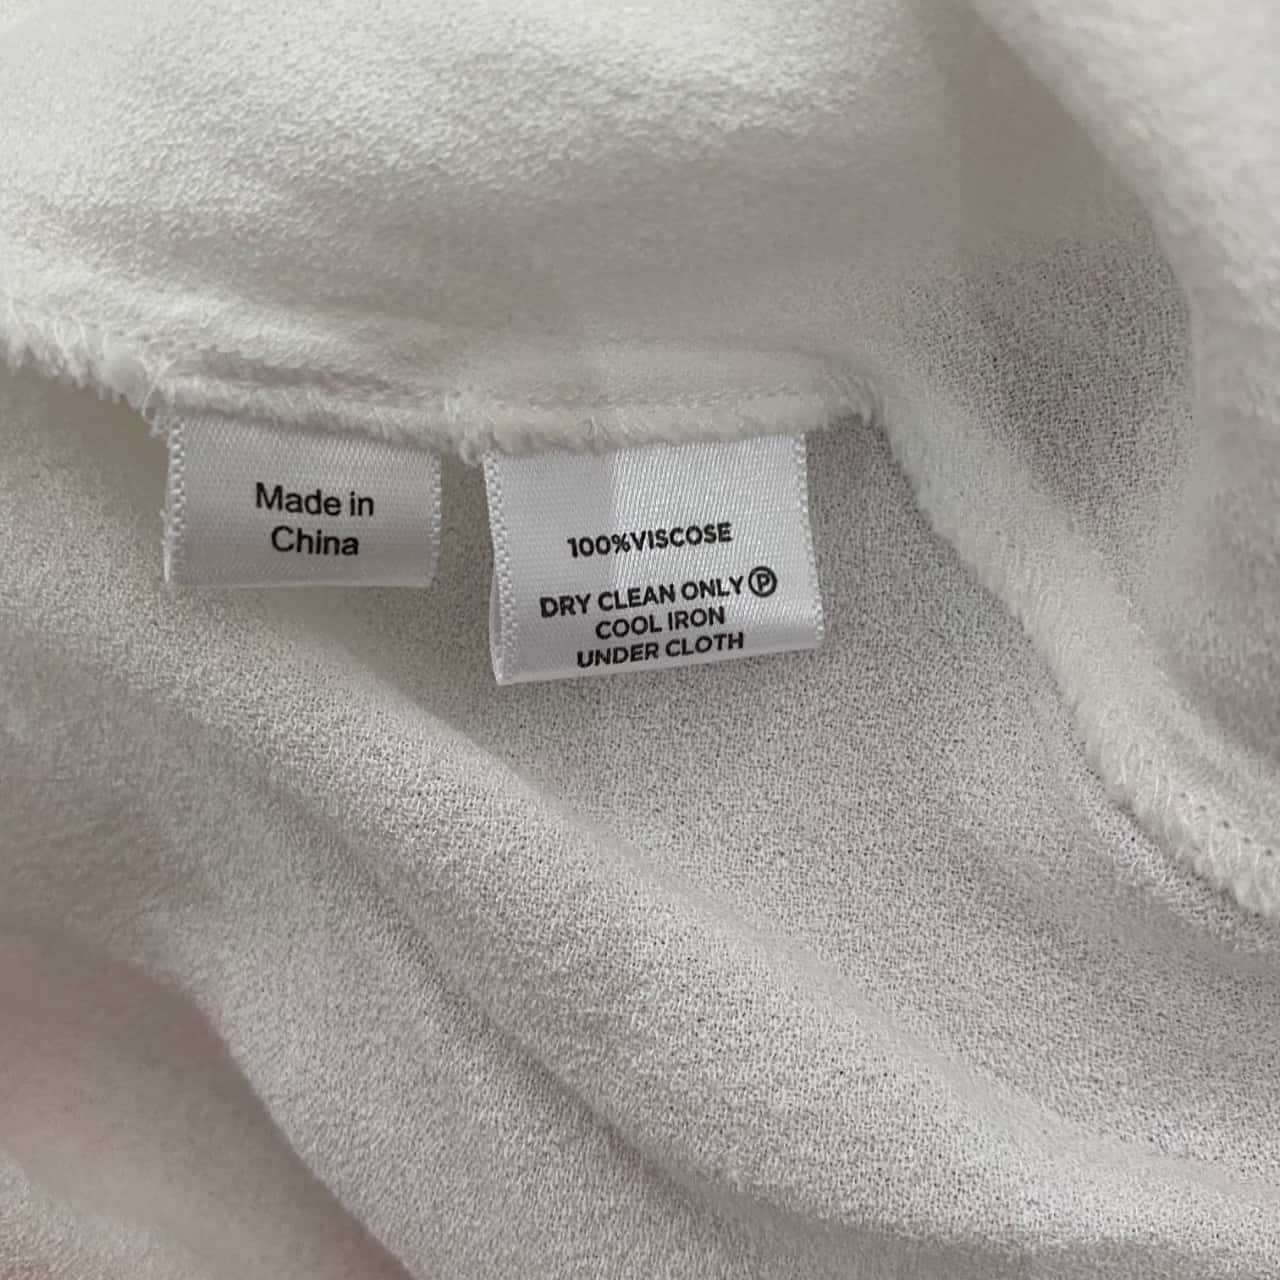 Made in
China
100%VISCOSE
DRY CLEAN ONLY Ⓟ
COOL IRON
UNDER CLOTH